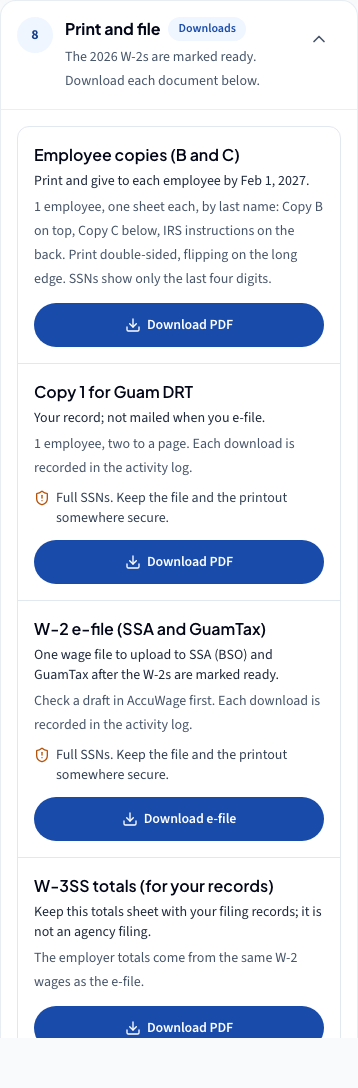 8
Print and file
Downloads
The 2026 W-2s are marked ready.
Download each document below.
Employee copies (B and C)
Print and give to each employee by Feb 1, 2027.
1 employee, one sheet each, by last name: Copy B
on top, Copy C below, IRS instructions on the
back. Print double-sided, flipping on the long
edge. SSNs show only the last four digits.
Download PDF
Copy 1 for Guam DRT
Your record; not mailed when you e-file.
1 employee, two to a page. Each download is
recorded in the activity log.
Full SSNs. Keep the file and the printout
somewhere secure.
Download PDF
W-2 e-file (SSA and GuamTax)
One wage file to upload to SSA (BSO) and
GuamTax after the W-2s are marked ready.
Check a draft in AccuWage first. Each download is
recorded in the activity log.
Full SSNs. Keep the file and the printout
somewhere secure.
Download e-file
W-3SS totals (for your records)
Keep this totals sheet with your filing records; it is
not an agency filing.
The employer totals come from the same W-2
wages as the e-file.
Download PDF